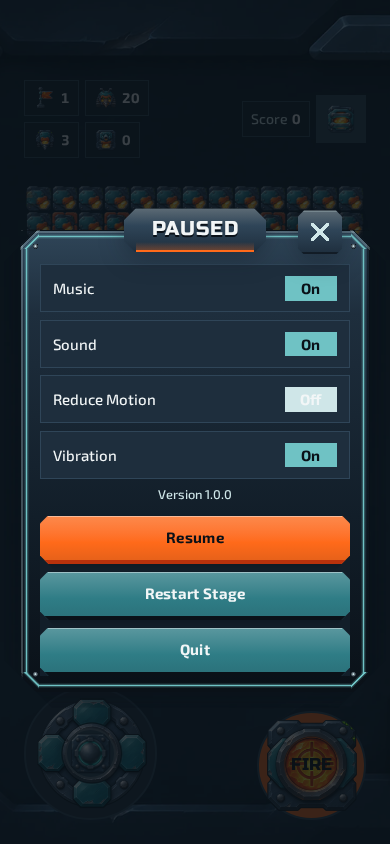 1
20
3
0
Score 0
PAUSED
Music
On
Sound
On
Reduce Motion
Off
Vibration
On
Version 1.0.0
Resume
Restart Stage
Quit
FIRE